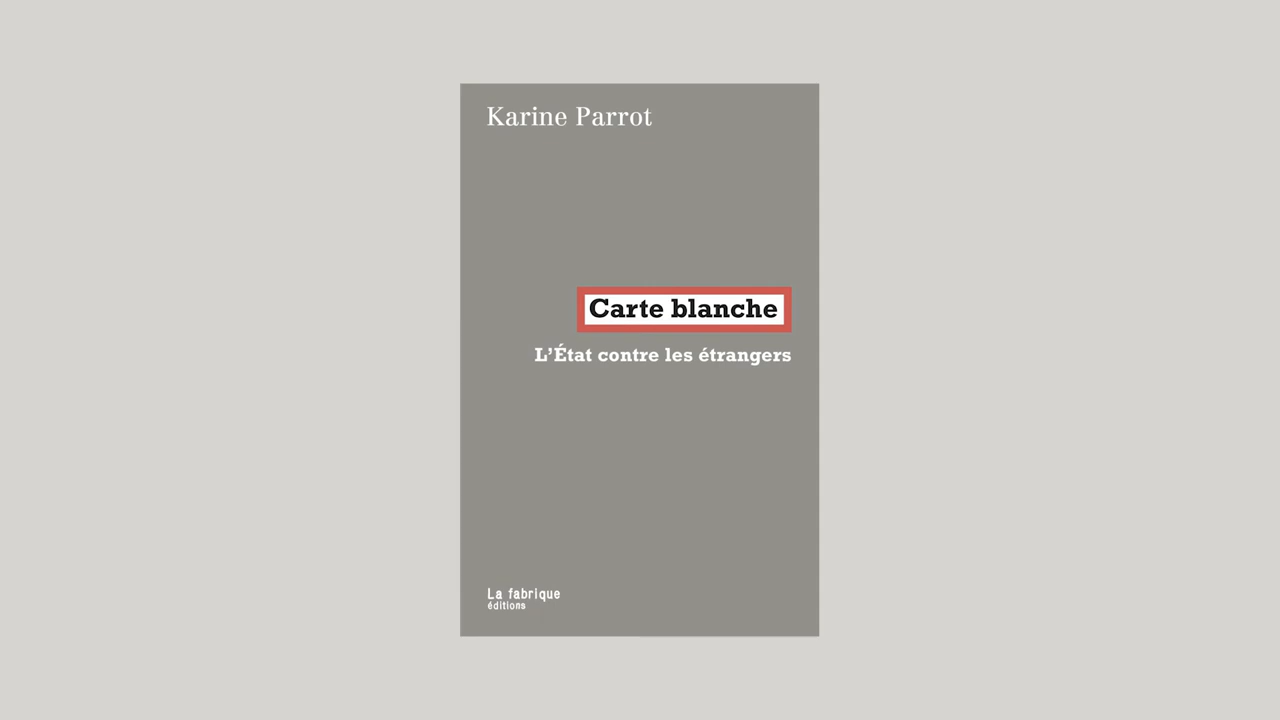 Karine Parrot
Carte blanche
L'État contre les étrangers
La fabrique
éditions